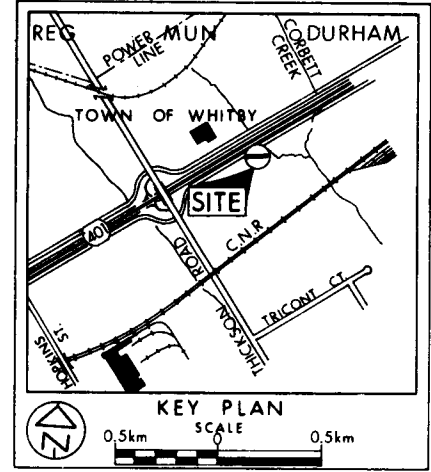 REG MUN DURHAM
POWER
LINE
CORBETT
CREEK
TOWN OF WHITBY
SITE
401
C.N.R
ROAD
THICKSON
TRICONT CT.
HOPKINS
ST.
KEY PLAN
SCALE
0.5km 0 0.5km
N